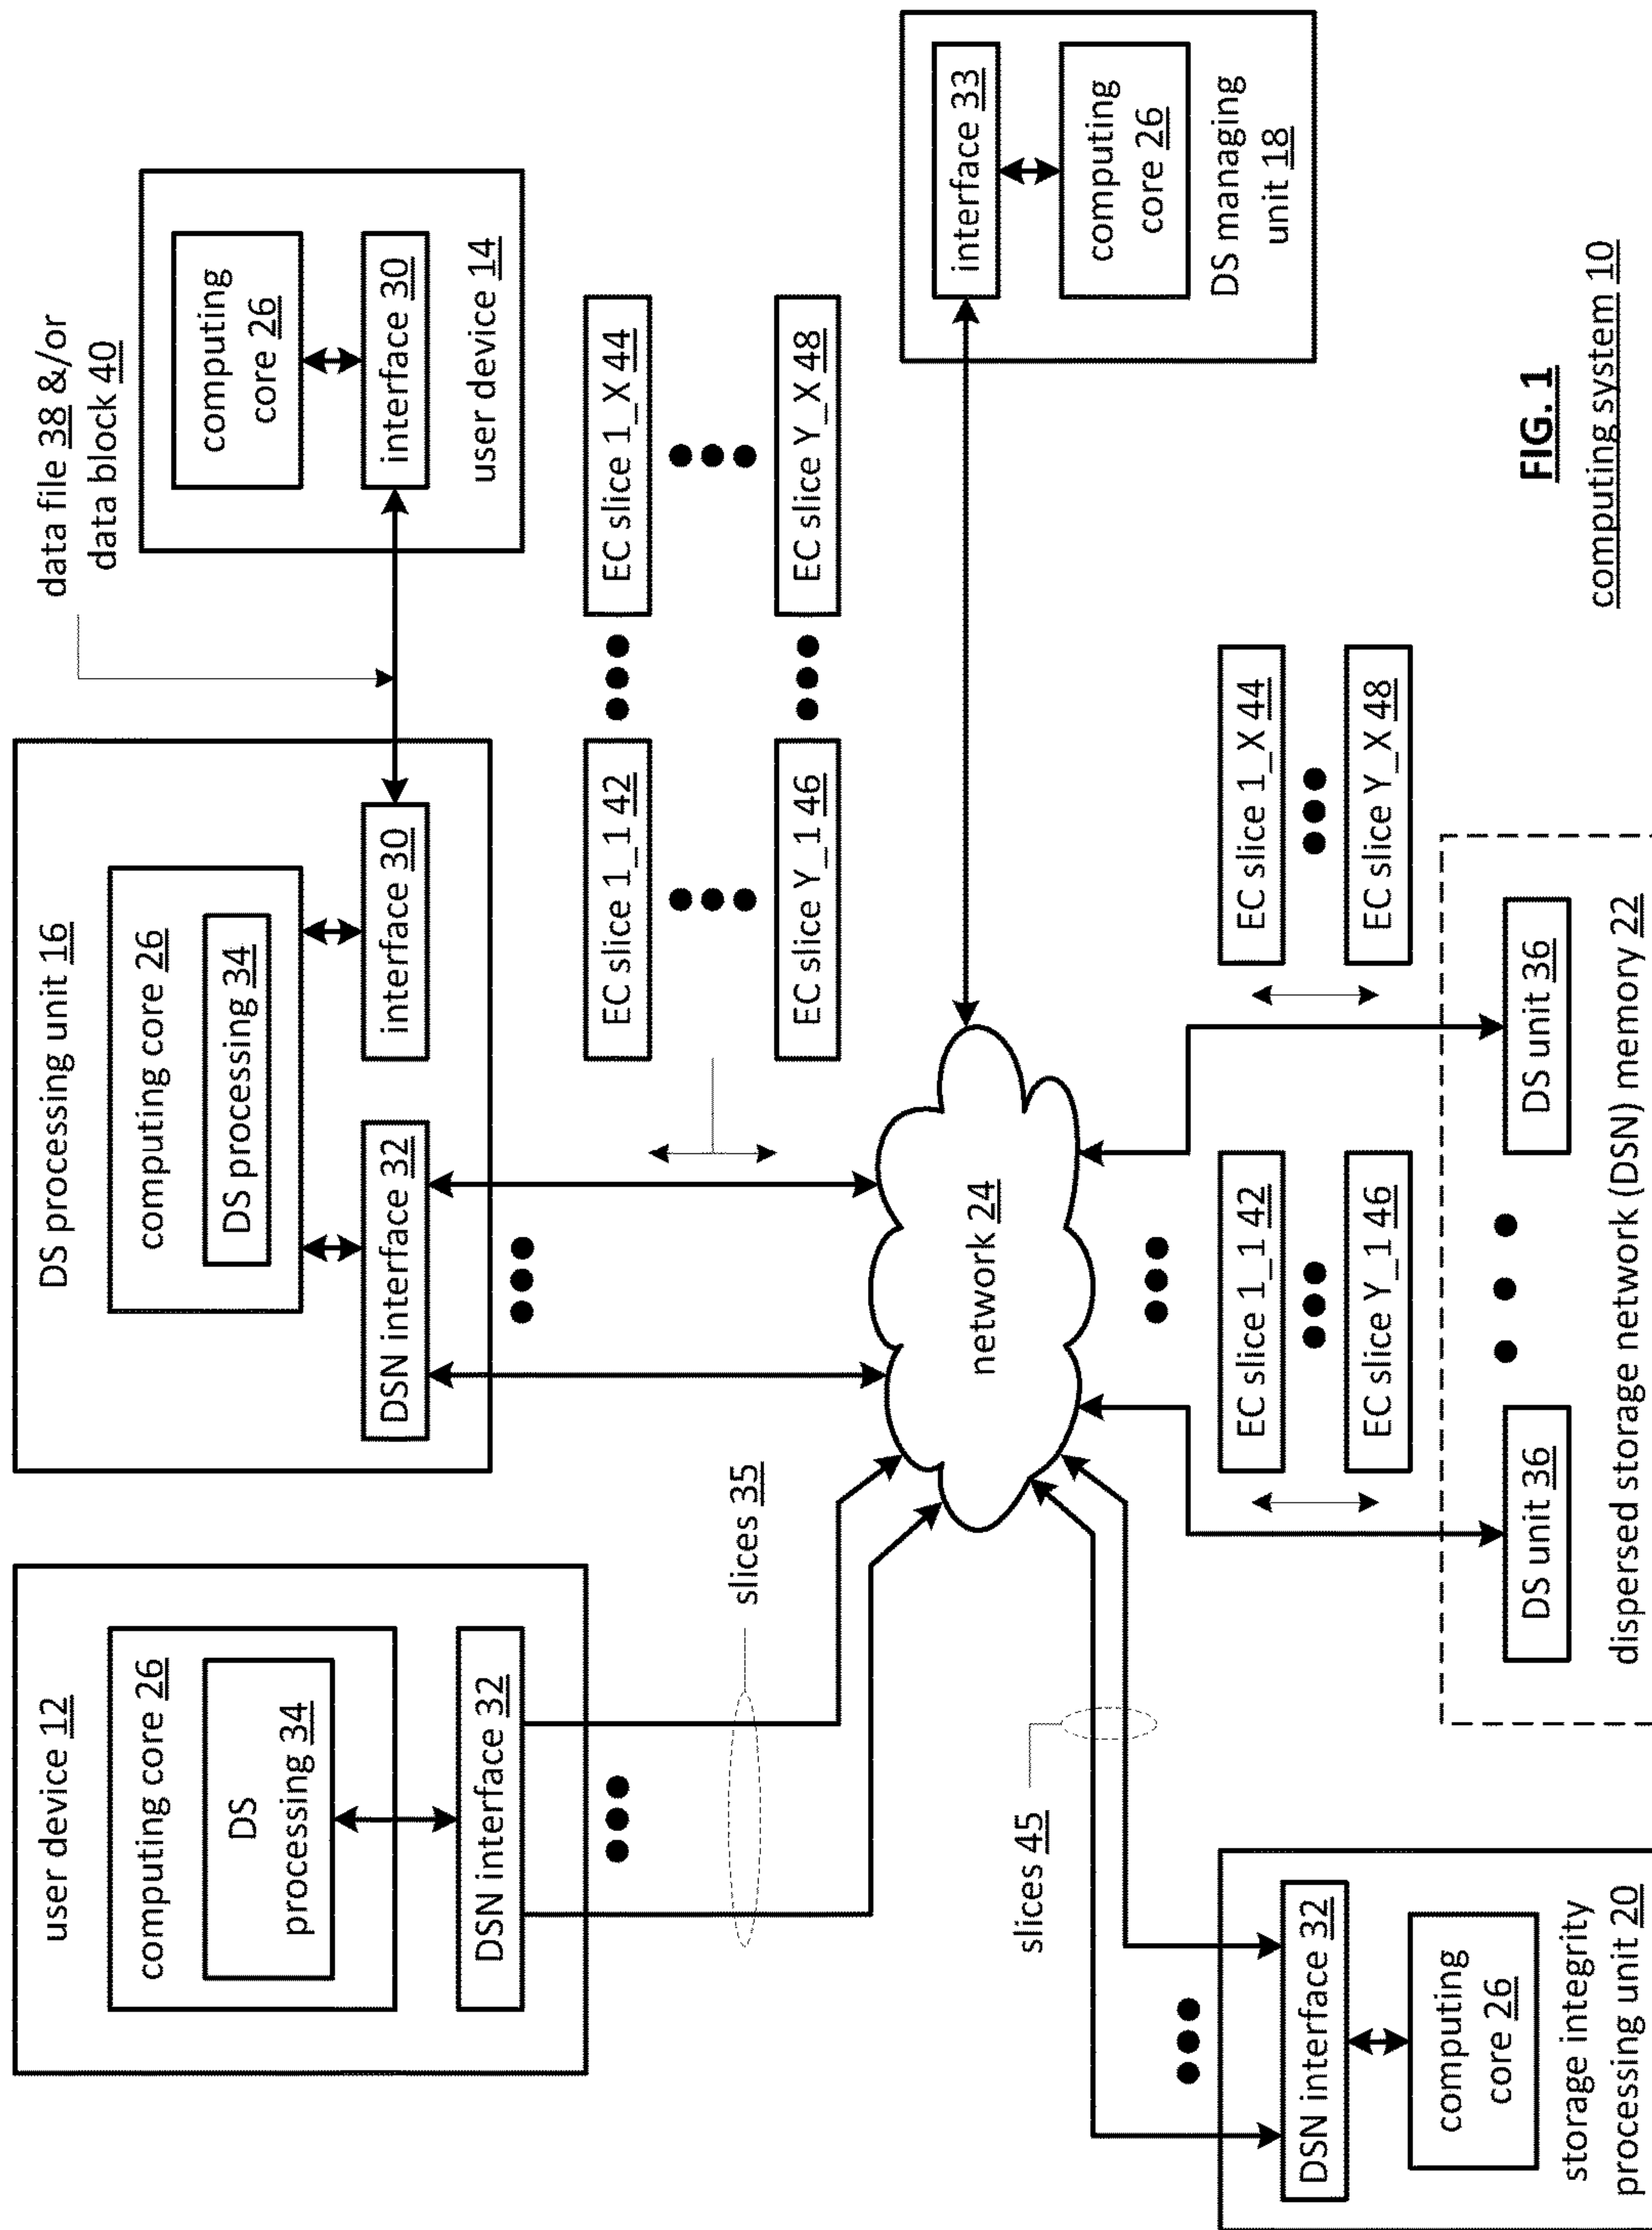 DS processing unit 16
computing core 26
DS processing 34
DSN interface 32
interface 30
user device 12
computing core 26
DS
processing 34
DSN interface 32
data file 38 &/or
data block 40
computing
core 26
interface 30
user device 14
slices 35
EC slice 1_1 42
EC slice 1_X 44
EC slice Y_1 46
EC slice Y_X 48
network 24
interface 33
computing
core 26
DS managing
unit 18
slices 45
DSN interface 32
computing
core 26
storage integrity
processing unit 20
EC slice 1_1 42
EC slice Y_1 46
EC slice 1_X 44
EC slice Y_X 48
DS unit 36
DS unit 36
dispersed storage network (DSN) memory 22
FIG. 1
computing system 10